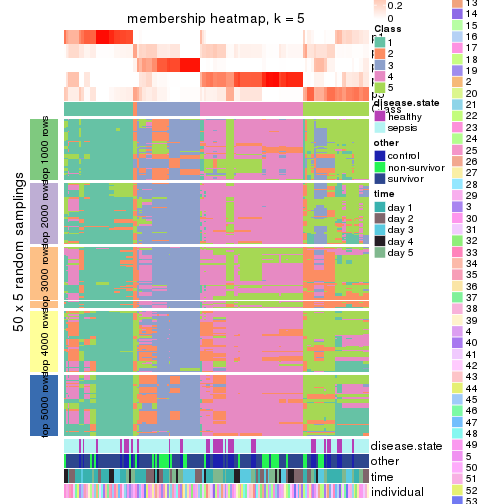 membership heatmap, k = 5
0.2
0
Class
1
2
3
4
5
Class
disease.state
healthy
sepsis
other
control
non-survivor
survivor
time
day 1
day 2
day 3
day 4
day 5
50 x 5 random samplings
top 1000 rows
top 2000 rows
top 3000 rows
top 4000 rows
top 5000 rows
disease.state
other
time
individual
13
14
15
16
17
18
19
2
20
21
22
23
24
25
26
27
28
29
3
30
31
32
33
34
35
36
37
38
39
4
40
41
42
43
44
45
46
47
48
49
5
50
51
52
53